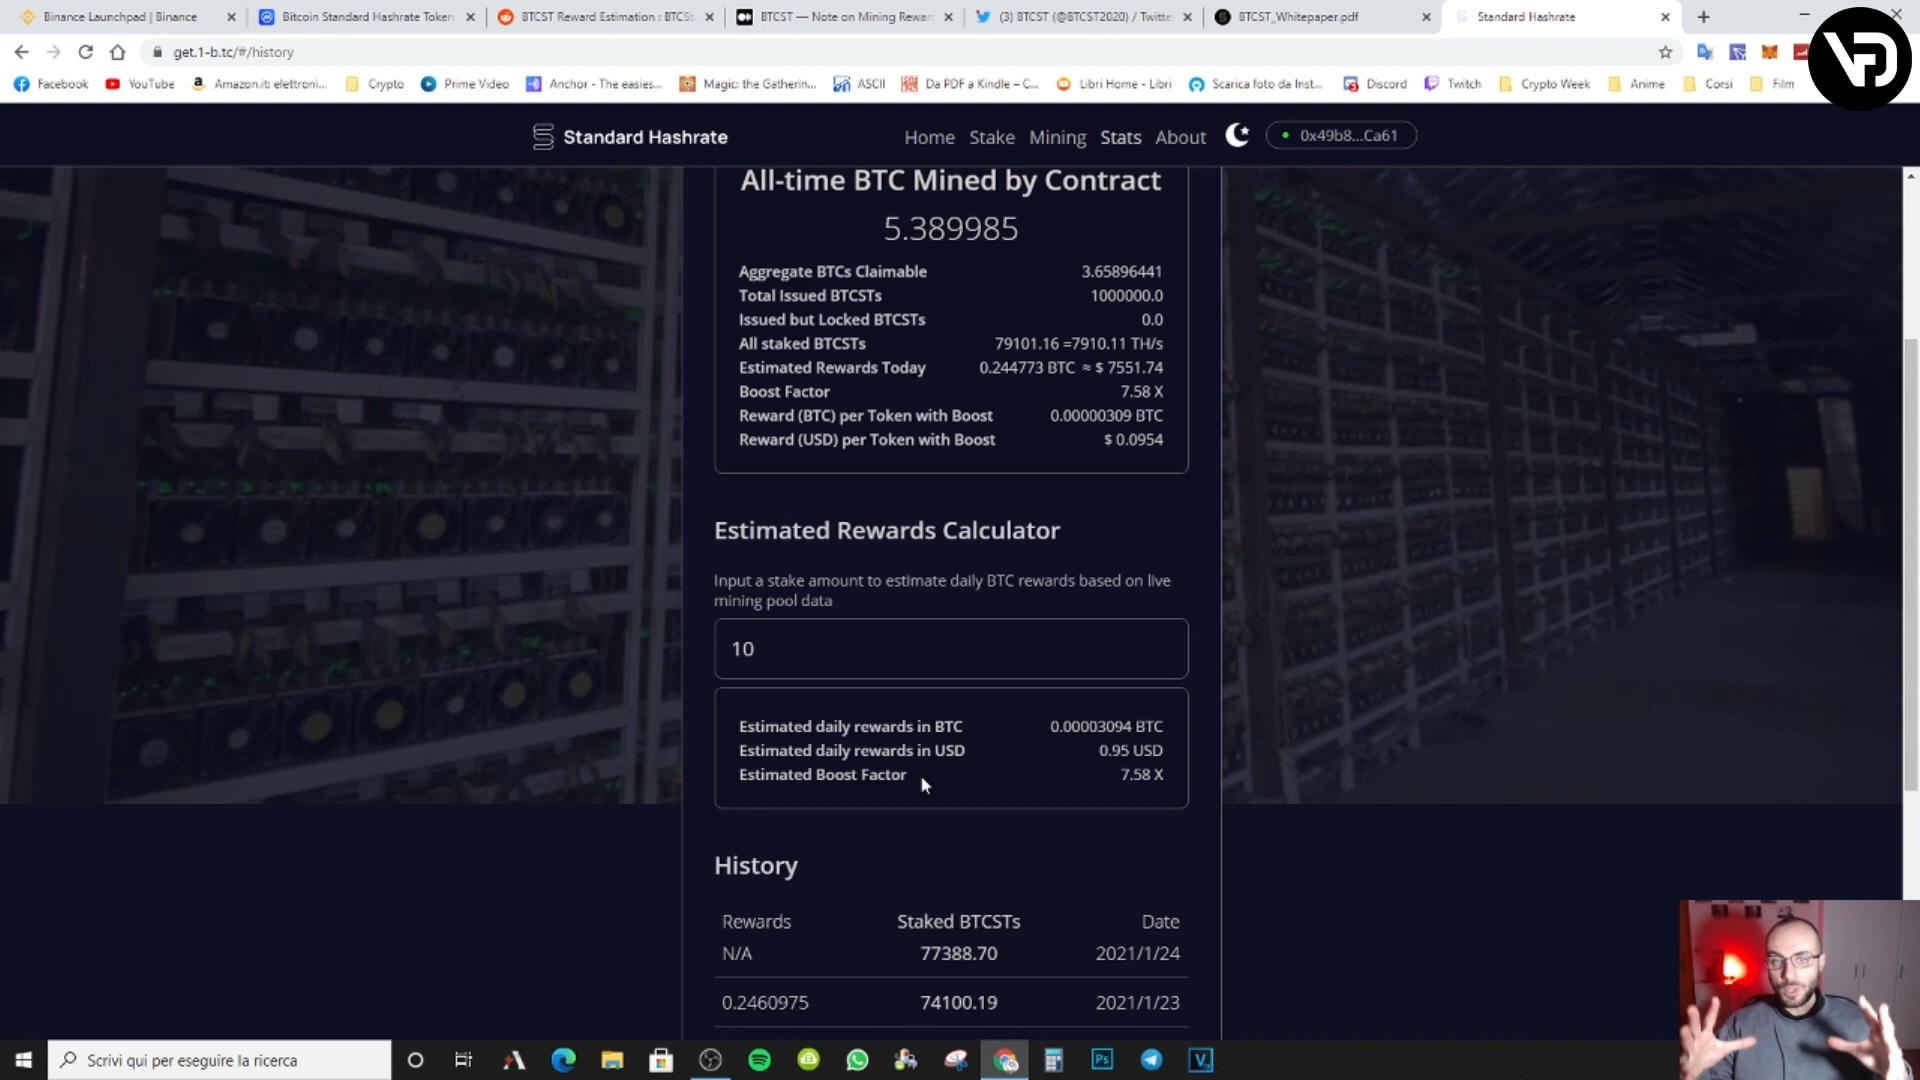 Binance Launchpad | Binance
Bitcoin Standard Hashrate Token
BTCST Reward Estimation : BTCS
BTCST — Note on Mining Rewar
(3) BTCST (@BTCST2020) / Twitte
BTCST_Whitepaper.pdf
Standard Hashrate
get.1-b.tc/#/history
Facebook
YouTube
Amazon.it: elettroni...
Crypto
Prime Video
Anchor - The easies...
Magic: the Gatherin...
ASCII
Da PDF a Kindle – C...
Libri Home - Libri
Scarica foto da Inst...
Discord
Twitch
Crypto Week
Anime
Corsi
Film
Standard Hashrate
Home
Stake
Mining
Stats
About
0x49b8...Ca61
All-time BTC Mined by Contract
5.389985
Aggregate BTCs Claimable 3.65896441
Total Issued BTCSTs 1000000.0
Issued but Locked BTCSTs 0.0
All staked BTCSTs 79101.16 =7910.11 TH/s
Estimated Rewards Today 0.244773 BTC ≈ $ 7551.74
Boost Factor 7.58 X
Reward (BTC) per Token with Boost 0.00000309 BTC
Reward (USD) per Token with Boost $ 0.0954
Estimated Rewards Calculator
Input a stake amount to estimate daily BTC rewards based on live
mining pool data
10
Estimated daily rewards in BTC 0.00003094 BTC
Estimated daily rewards in USD 0.95 USD
Estimated Boost Factor 7.58 X
History
Rewards Staked BTCSTs Date
N/A 77388.70 2021/1/24
0.2460975 74100.19 2021/1/23
Scrivi qui per eseguire la ricerca
Ps